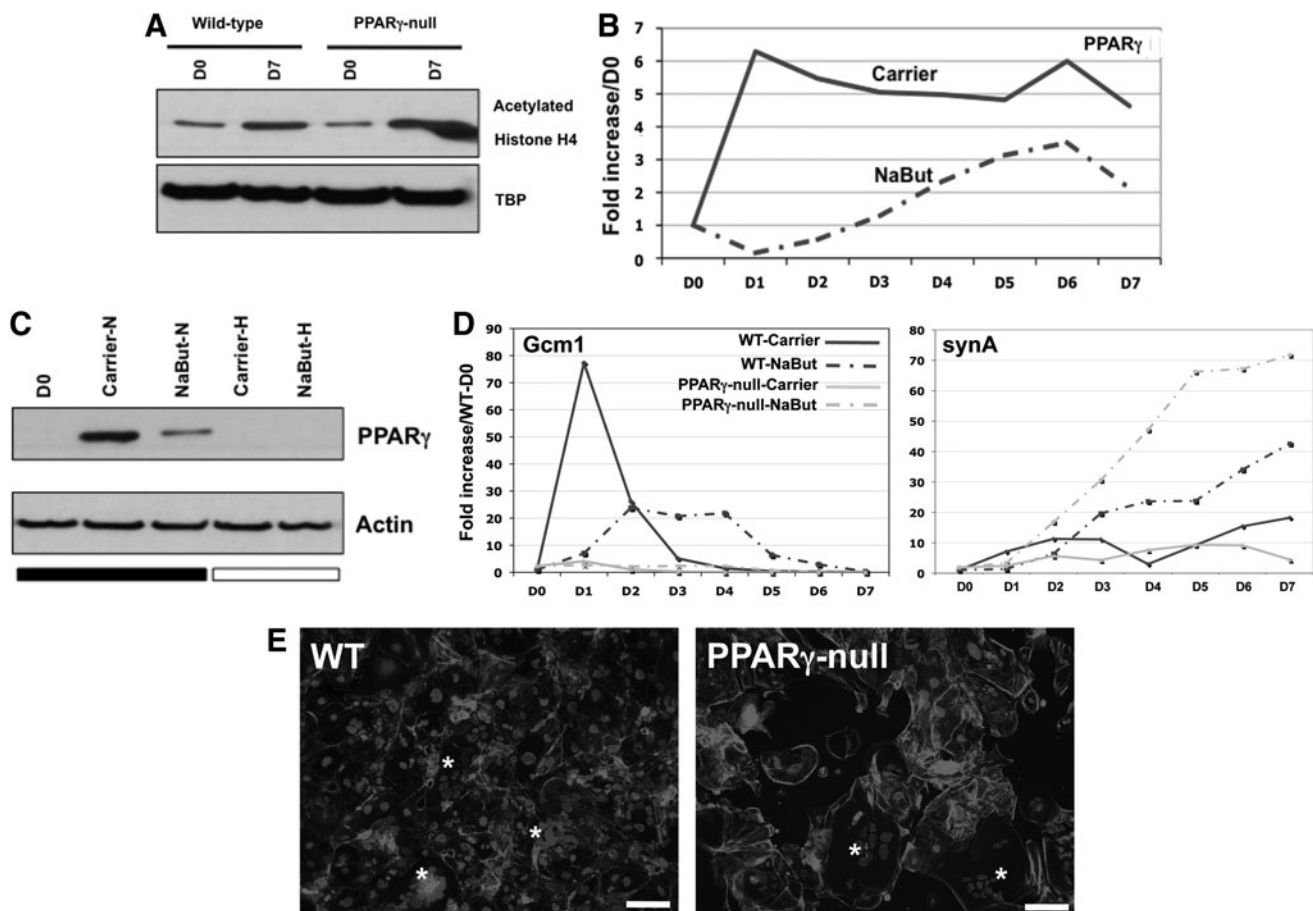 A
Wild-type PPARγ-null
D0 D7 D0 D7
Acetylated
Histone H4
TBP
B
PPARγ
Fold increase/D0
7
6
5
4
3
2
1
0
Carrier
NaBut
D0 D1 D2 D3 D4 D5 D6 D7
C
D0 Carrier-N NaBut-N Carrier-H NaBut-H
PPARγ
Actin
D
Gcm1
Fold increase/WT-D0
90
80
70
60
50
40
30
20
10
0
WT-Carrier
WT-NaBut
PPARγ-null-Carrier
PPARγ-null-NaBut
D0 D1 D2 D3 D4 D5 D6 D7
synA
80
70
60
50
40
30
20
10
0
D0 D1 D2 D3 D4 D5 D6 D7
E
WT
* * *
PPARγ-null
* *